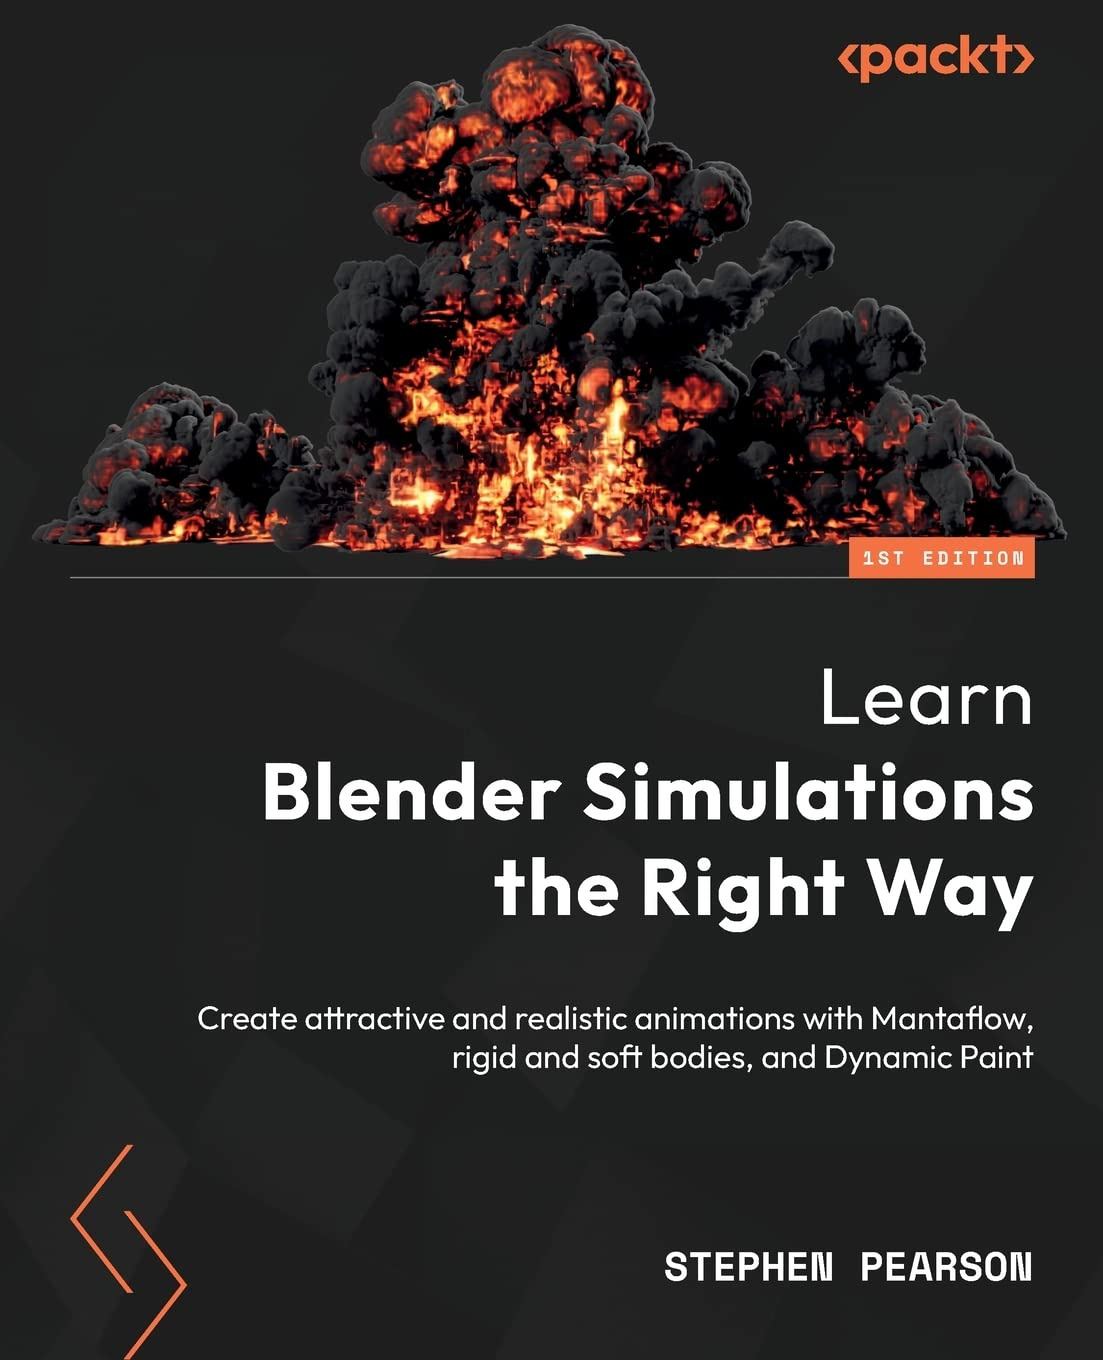 <packt>
1ST EDITION
Learn
Blender Simulations
the Right Way
Create attractive and realistic animations with Mantaflow,
rigid and soft bodies, and Dynamic Paint
STEPHEN PEARSON